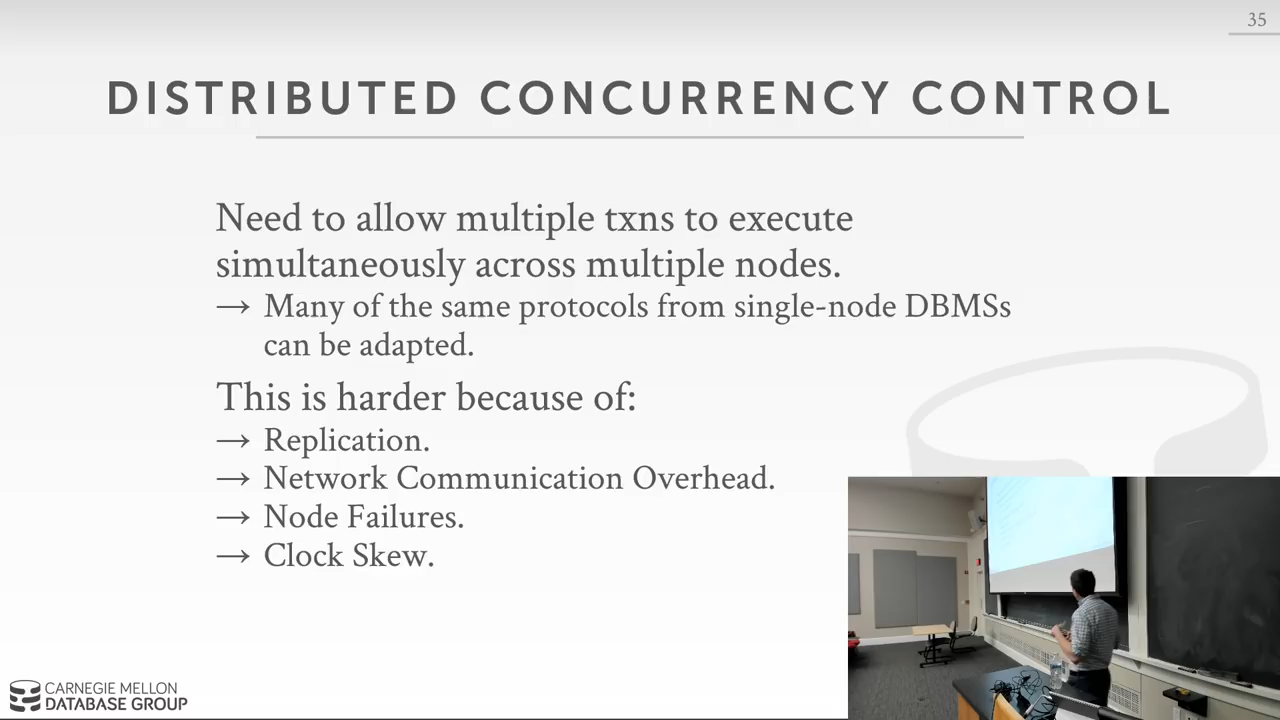 35
DISTRIBUTED CONCURRENCY CONTROL
Need to allow multiple txns to execute
simultaneously across multiple nodes.
→ Many of the same protocols from single-node DBMSs
can be adapted.
This is harder because of:
→ Replication.
→ Network Communication Overhead.
→ Node Failures.
→ Clock Skew.
CARNEGIE MELLON
DATABASE GROUP